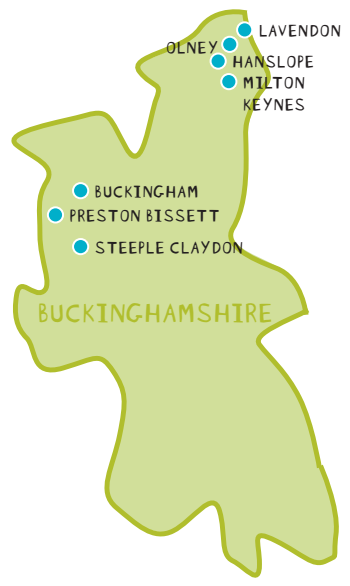 LAVENDON
OLNEY
HANSLOPE
MILTON
KEYNES
BUCKINGHAM
PRESTON BISSETT
STEEPLE CLAYDON
BUCKINGHAMSHIRE